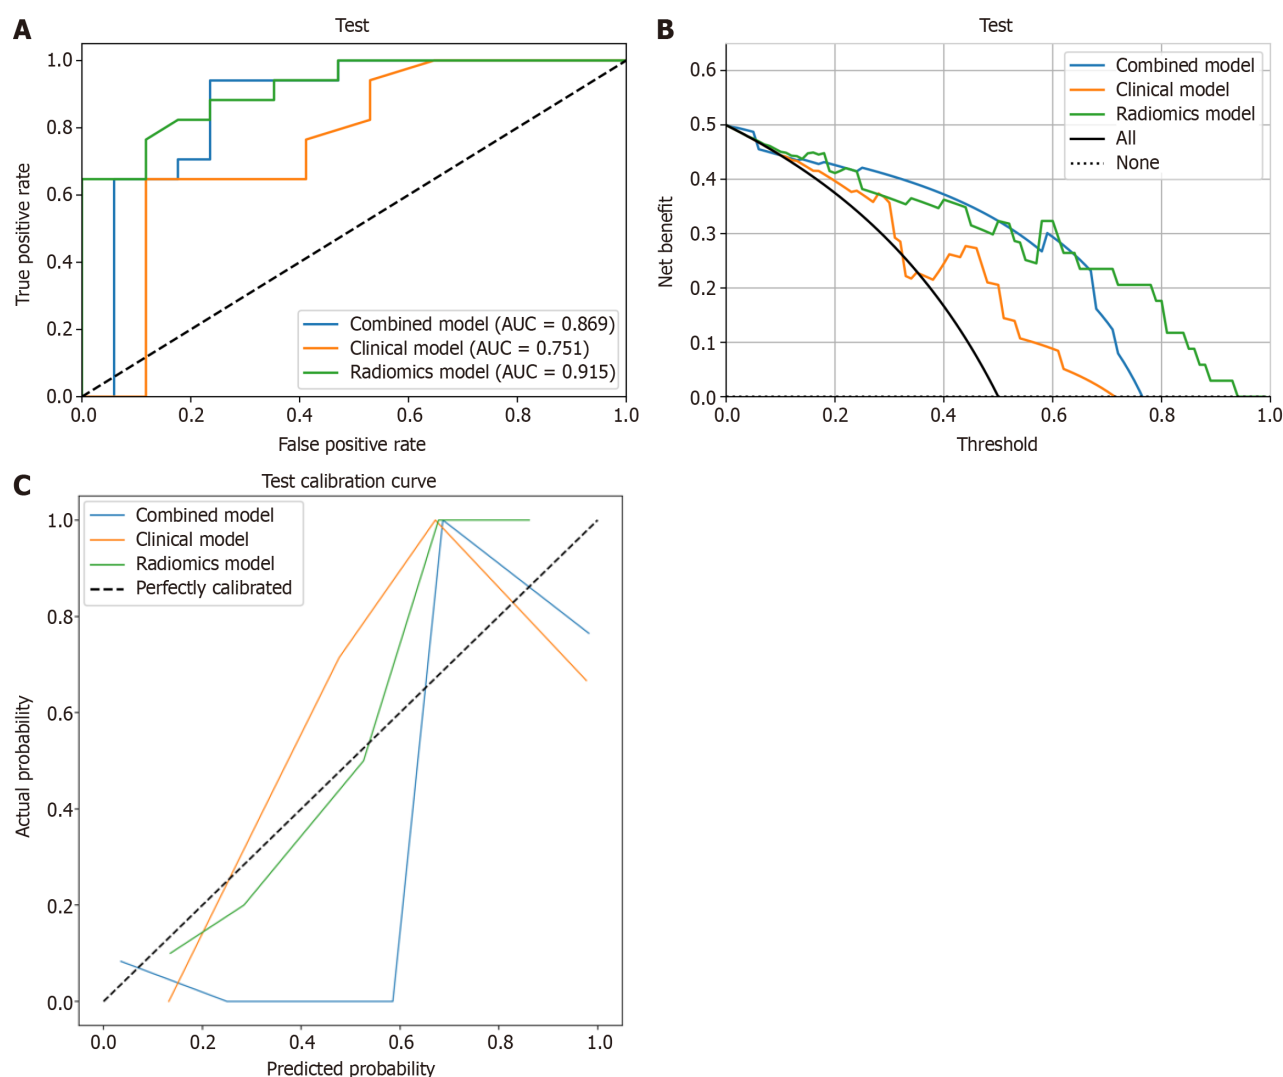 A
Test
True positive rate
1.0
0.8
0.6
0.4
0.2
0.0
Combined model (AUC = 0.869)
Clinical model (AUC = 0.751)
Radiomics model (AUC = 0.915)
0.0 0.2 0.4 0.6 0.8 1.0
False positive rate
B
Test
Net benefit
0.6
0.5
0.4
0.3
0.2
0.1
0.0
Combined model
Clinical model
Radiomics model
All
None
0.0 0.2 0.4 0.6 0.8 1.0
Threshold
C
Test calibration curve
Actual probability
1.0
0.8
0.6
0.4
0.2
0.0
Combined model
Clinical model
Radiomics model
Perfectly calibrated
0.0 0.2 0.4 0.6 0.8 1.0
Predicted probability